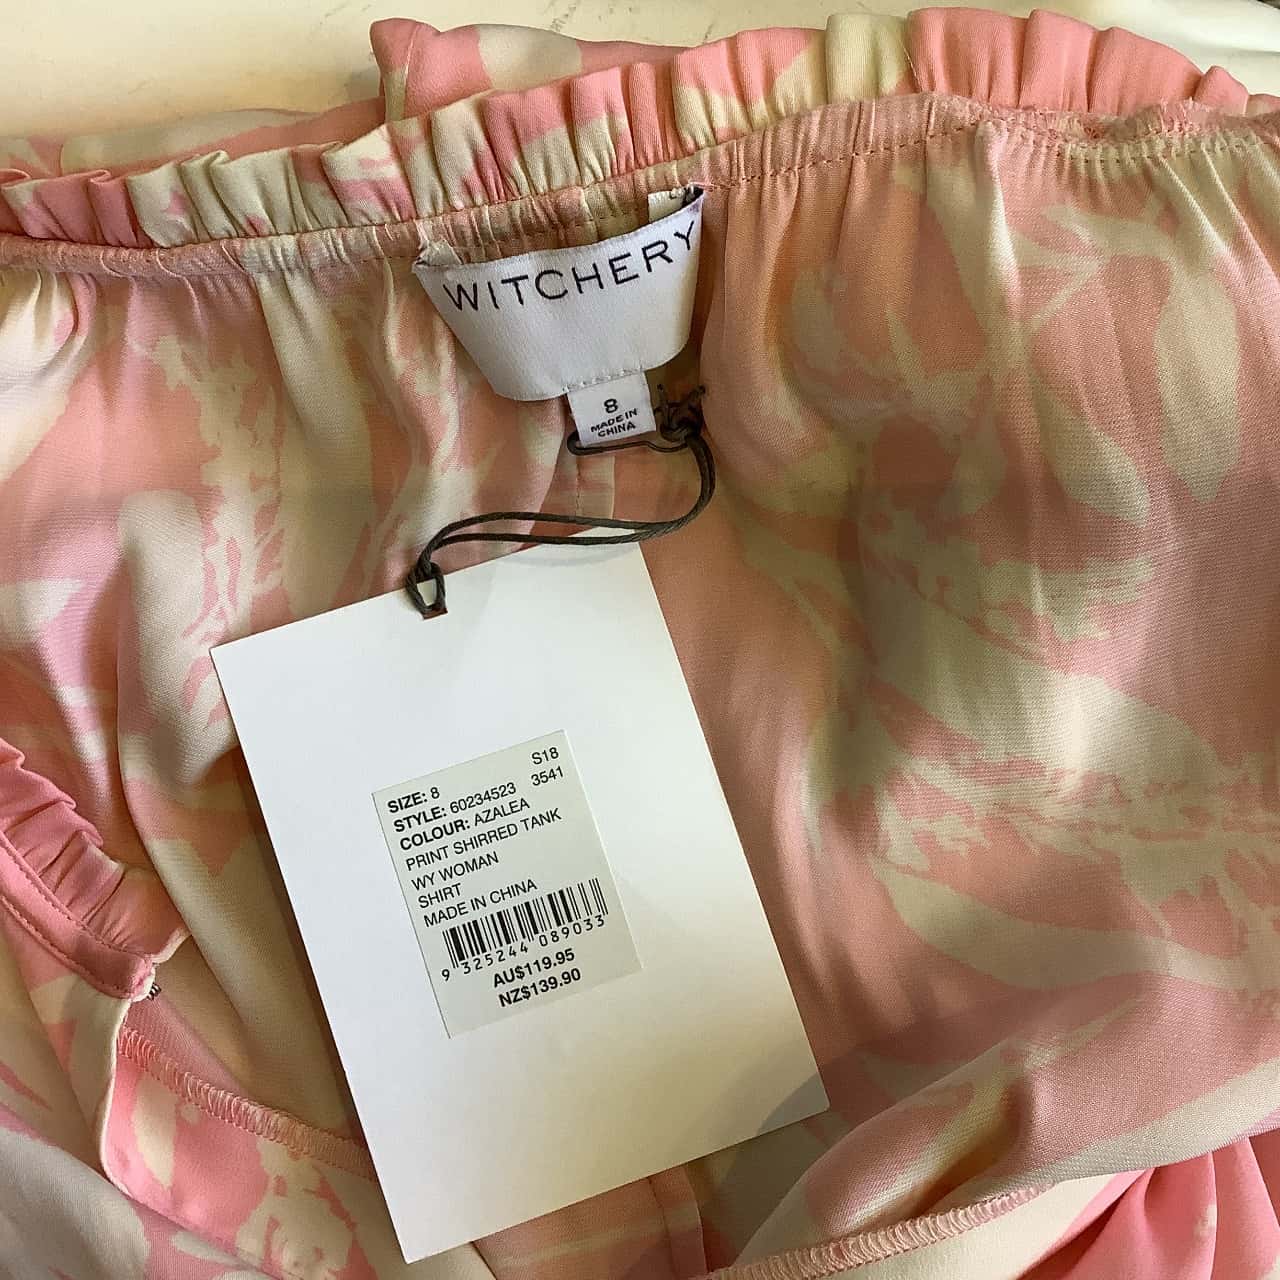 WITCHERY
8
MADE IN
CHINA
S18
SIZE: 8
3541
STYLE: 60234523
COLOUR: AZALEA
PRINT SHIRRED TANK
WY WOMAN
SHIRT
MADE IN CHINA
9 325244 089033
AU$119.95
NZ$139.90